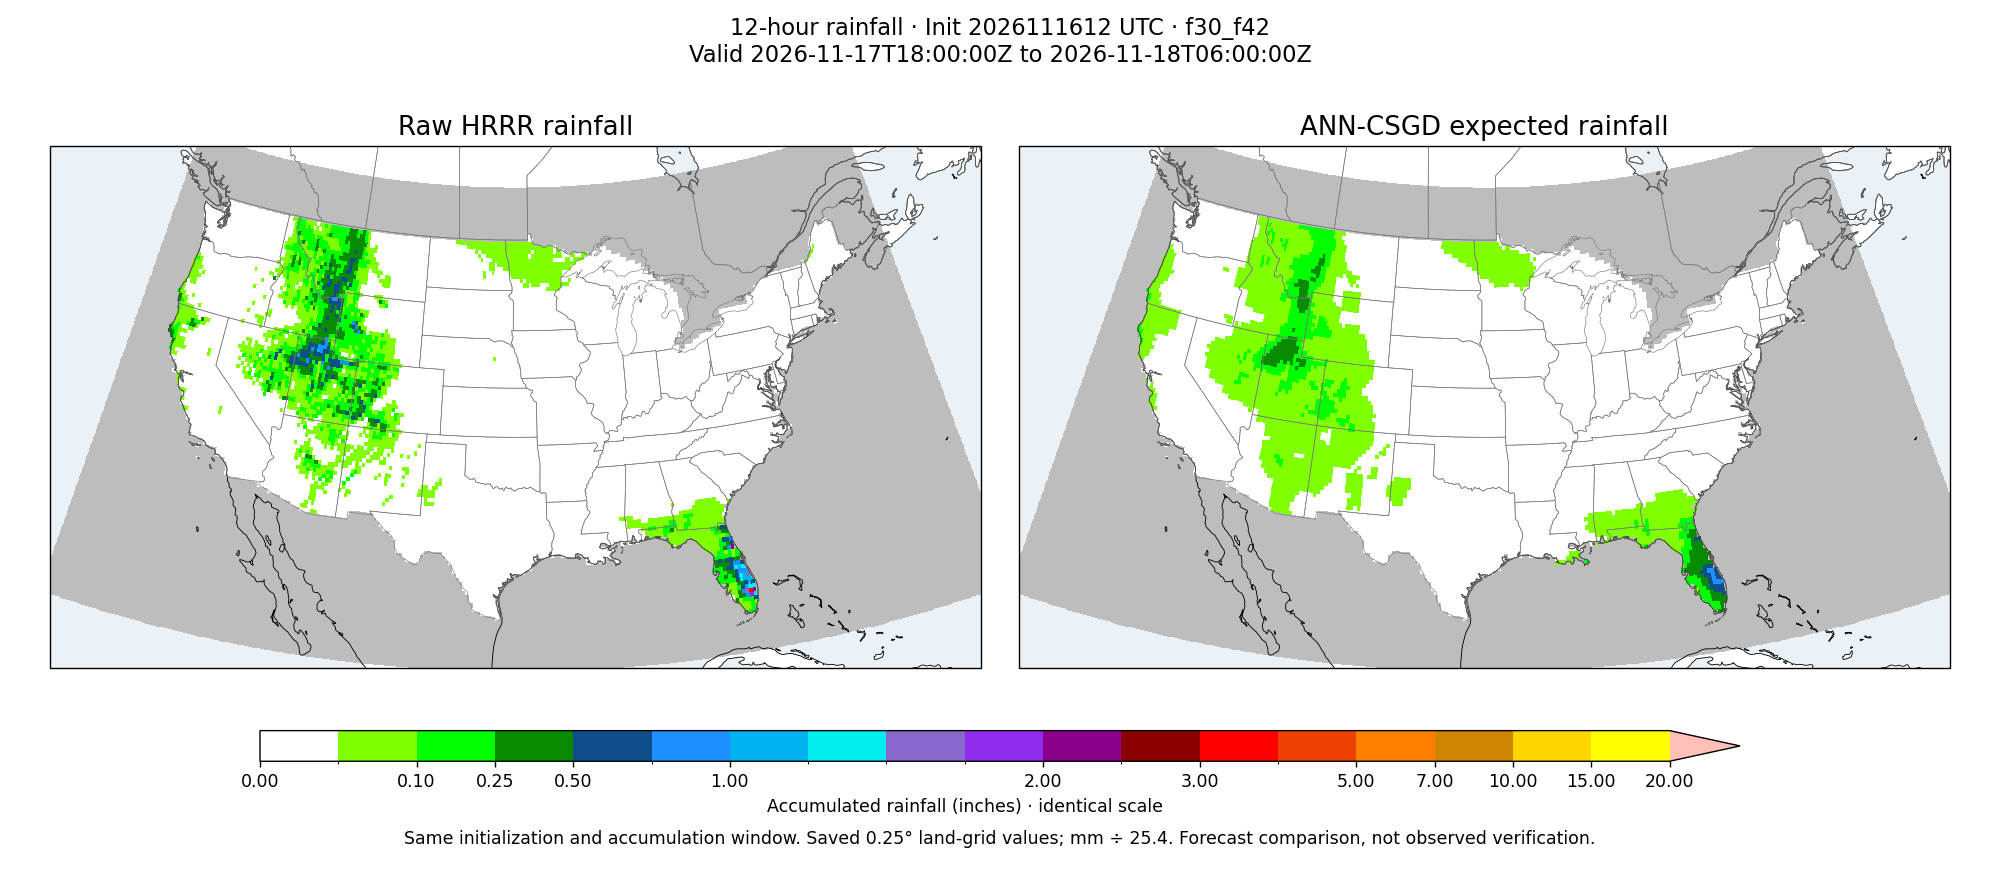 12-hour rainfall · Init 2026111612 UTC · f30_f42
Valid 2026-11-17T18:00:00Z to 2026-11-18T06:00:00Z
Raw HRRR rainfall
ANN-CSGD expected rainfall
0.00 0.10 0.25 0.50 1.00 2.00 3.00 5.00 7.00 10.00 15.00 20.00
Accumulated rainfall (inches) · identical scale
Same initialization and accumulation window. Saved 0.25° land-grid values; mm ÷ 25.4. Forecast comparison, not observed verification.